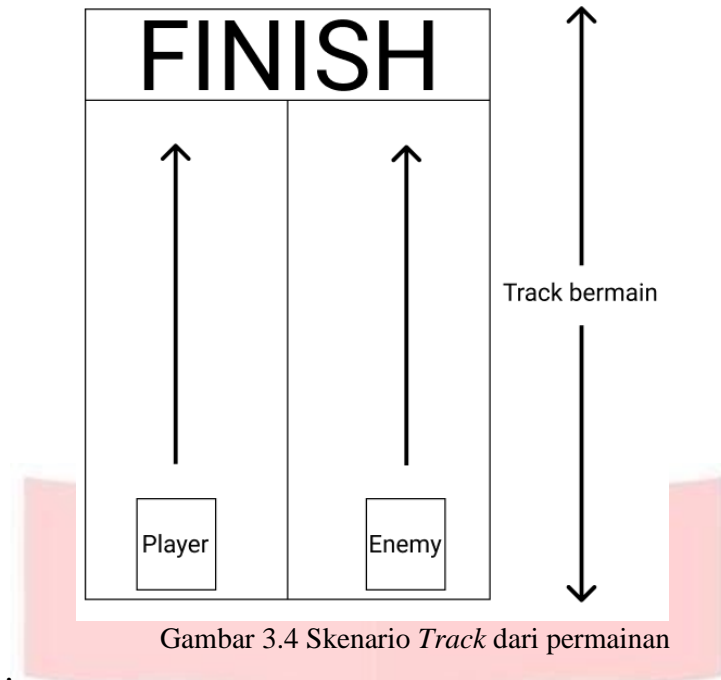 FINISH
Track bermain
Player
Enemy
Gambar 3.4 Skenario Track dari permainan
.